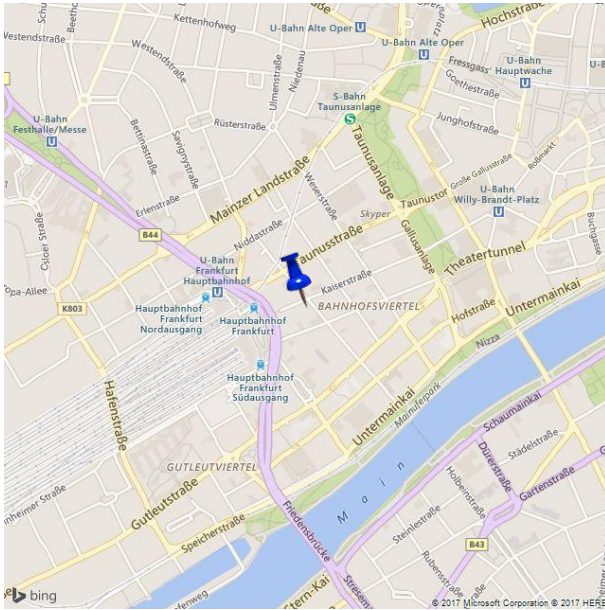 Kettenhofweg
U-Bahn Alte Oper
Hochstraße
Westendstraße
U-Bahn Alte Oper
Fressgass'
U-Bahn
Hauptwache
Goethestraße
Westendstraße
Ulmenstraße
Niedenau
S-Bahn
Taunusanlage
Junghofstraße
U-Bahn
Festhalle/Messe
Rüsterstraße
Bettinastraße
Savignystraße
Taunusanlage
Roßmarkt
Mainzer Landstraße
Weserstraße
Große Gallusstraße
Taunustor
U-Bahn
Willy-Brandt-Platz
Erlenstraße
Skyper
Buchgasse
Osloer Straße
B44
Niddastraße
Gallusanlage
Theatertunnel
Taunusstraße
U-Bahn
Frankfurt
Hauptbahnhof
Kaiserstraße
K803
Hauptbahnhof
Frankfurt
Nordausgang
Hauptbahnhof
Frankfurt
BAHNHOFSVIERTEL
Hofstraße
Untermainkai
Nizza
Hauptbahnhof
Frankfurt
Südausgang
Hafenstraße
Untermainkai
Mainuferpark
Schaumainkai
Städelstraße
Dürerstraße
GUTLEUTVIERTEL
Holbeinstraße
Gartenstraße
Gutleutstraße
Main
Speicherstraße
Friedensbrücke
Steinlestraße
B43
Rubensstraße
bing
© 2017 Microsoft Corporation © 2017 HERE